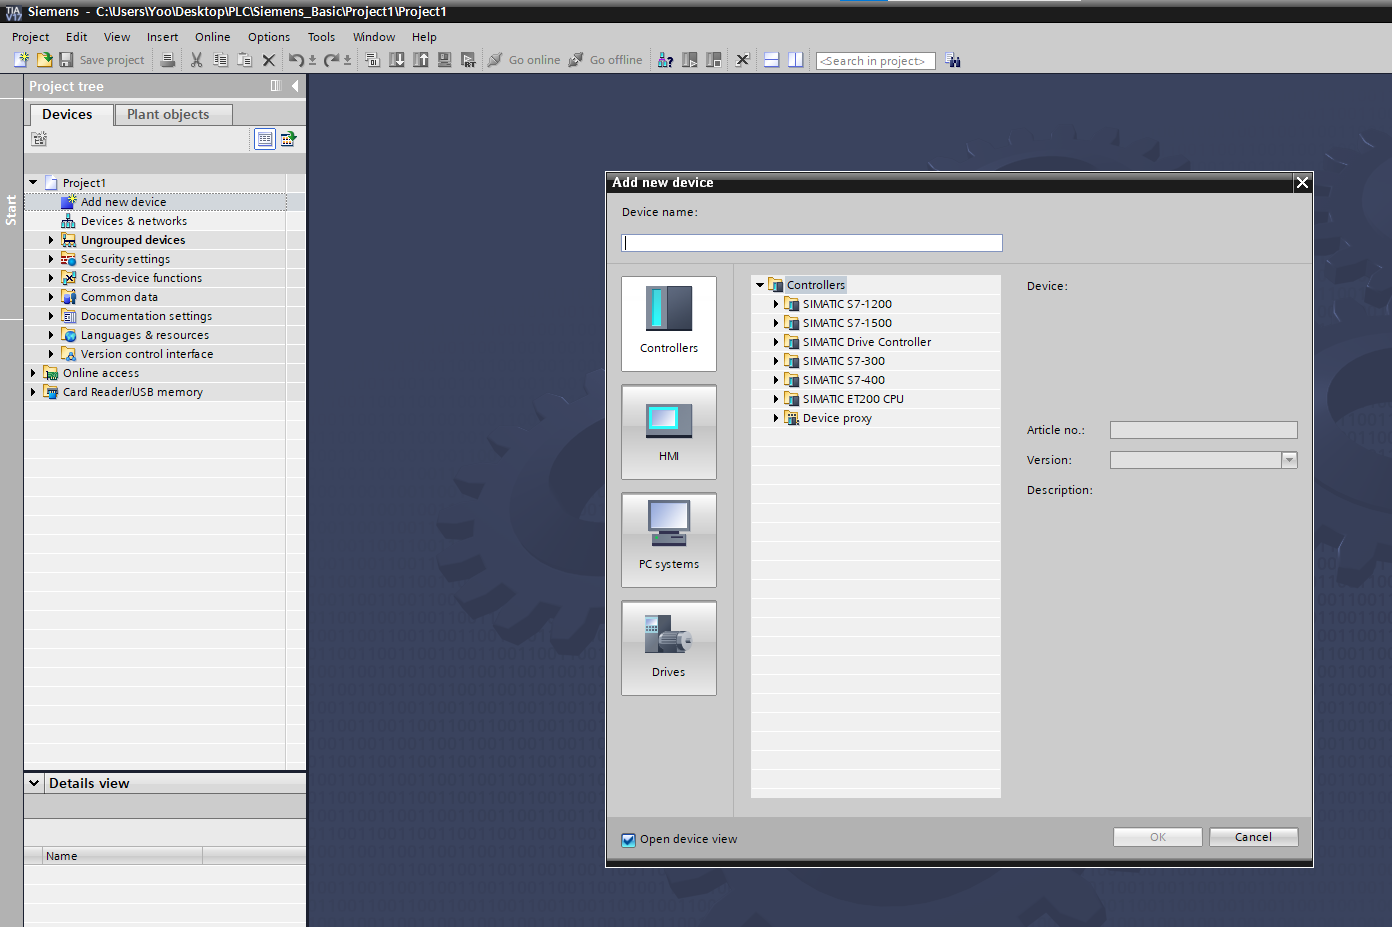 Siemens - C:\Users\Yoo\Desktop\PLC\Siemens_Basic\Project1\Project1
Project Edit View Insert Online Options Tools Window Help
Save project Go online Go offline <Search in project>
Project tree
Devices Plant objects
Start
Project1
Add new device
Devices & networks
Ungrouped devices
Security settings
Cross-device functions
Common data
Documentation settings
Languages & resources
Version control interface
Online access
Card Reader/USB memory
Details view
Name
Add new device
Device name:
Controllers
HMI
PC systems
Drives
Controllers
SIMATIC S7-1200
SIMATIC S7-1500
SIMATIC Drive Controller
SIMATIC S7-300
SIMATIC S7-400
SIMATIC ET200 CPU
Device proxy
Device:
Article no.:
Version:
Description:
Open device view
OK Cancel